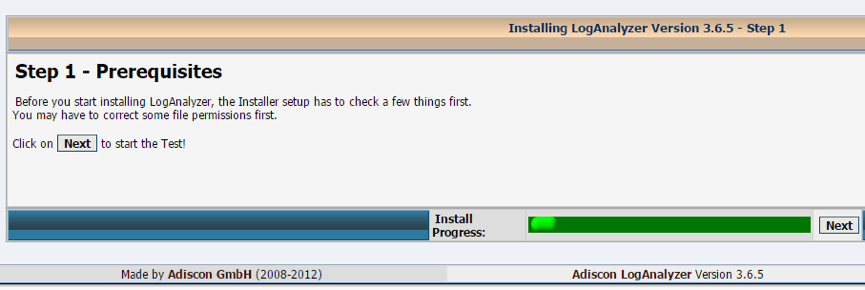 Installing LogAnalyzer Version 3.6.5 - Step 1
Step 1 - Prerequisites
Before you start installing LogAnalyzer, the Installer setup has to check a few things first.
You may have to correct some file permissions first.
Click on Next to start the Test!
Install
Progress:
Next
Made by Adiscon GmbH (2008-2012)
Adiscon LogAnalyzer Version 3.6.5